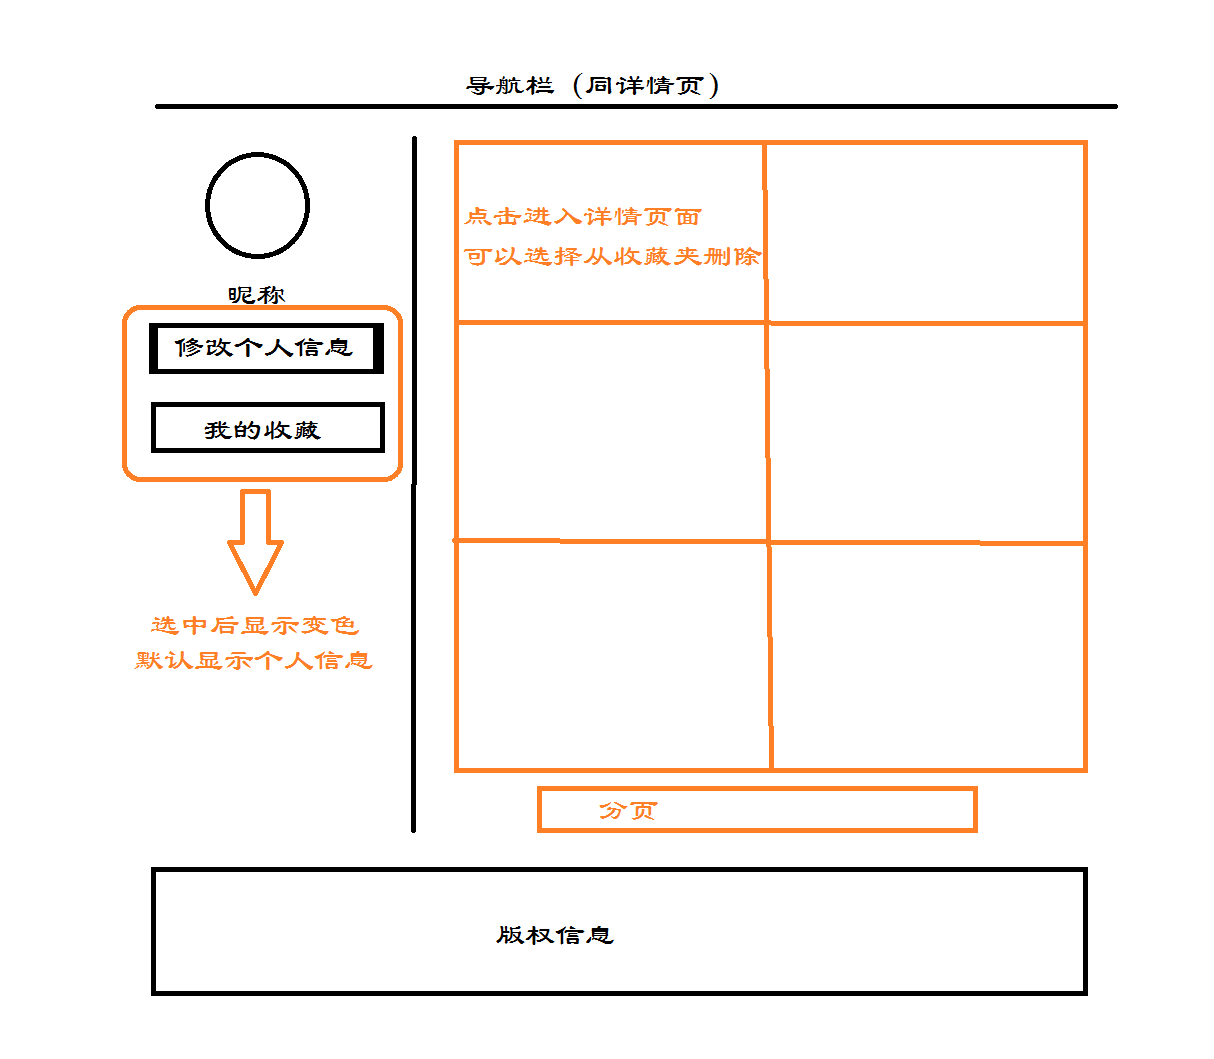 导航栏（同详情页）
昵称
修改个人信息
我的收藏
选中后显示变色
默认显示个人信息
点击进入详情页面
可以选择从收藏夹删除
分页
版权信息